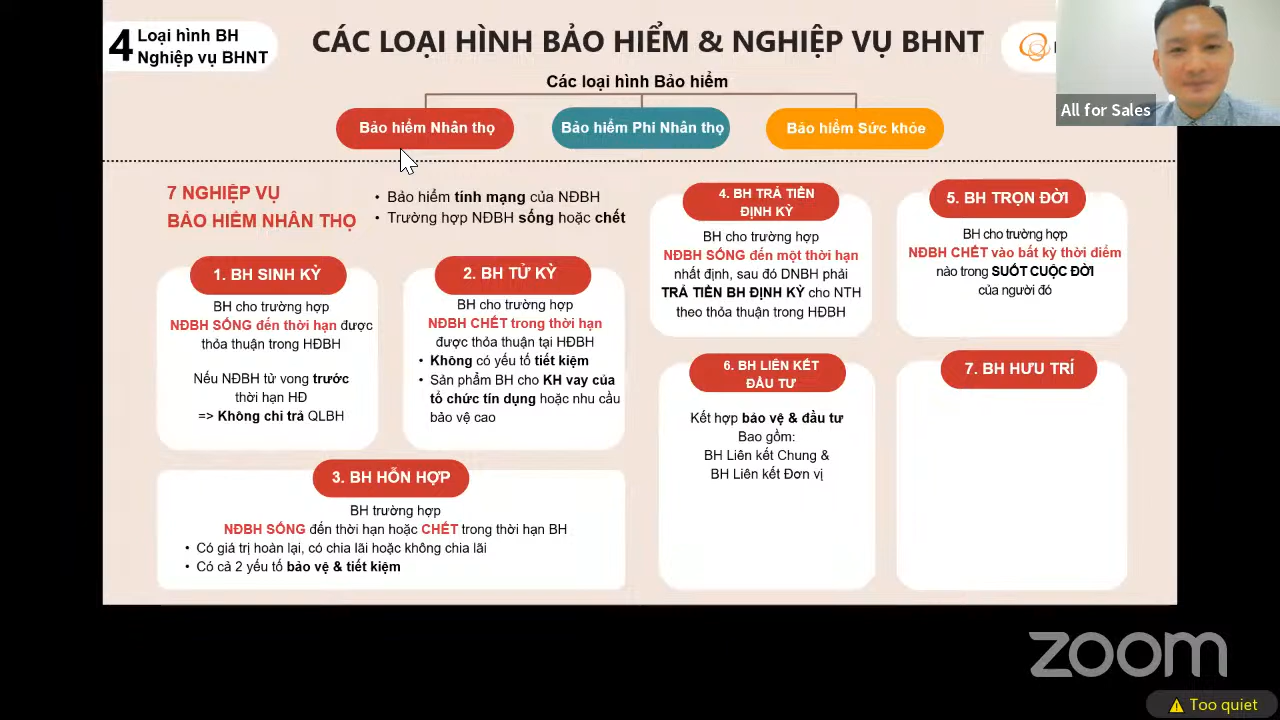 4
Loại hình BH
Nghiệp vụ BHNT
CÁC LOẠI HÌNH BẢO HIỂM & NGHIỆP VỤ BHNT
All for Sales
Các loại hình Bảo hiểm
Bảo hiểm Nhân thọ
Bảo hiểm Phi Nhân thọ
Bảo hiểm Sức khỏe
7 NGHIỆP VỤ
BẢO HIỂM NHÂN THỌ
• Bảo hiểm tính mạng của NĐBH
• Trường hợp NĐBH sống hoặc chết
1. BH SINH KỲ
BH cho trường hợp
NĐBH SỐNG đến thời hạn được
thỏa thuận trong HĐBH
Nếu NĐBH tử vong trước
thời hạn HĐ
=> Không chi trả QLBH
2. BH TỬ KỲ
BH cho trường hợp
NĐBH CHẾT trong thời hạn
được thỏa thuận tại HĐBH
• Không có yếu tố tiết kiệm
• Sản phẩm BH cho KH vay của
tổ chức tín dụng hoặc nhu cầu
bảo vệ cao
3. BH HỖN HỢP
BH trường hợp
NĐBH SỐNG đến thời hạn hoặc CHẾT trong thời hạn BH
• Có giá trị hoàn lại, có chia lãi hoặc không chia lãi
• Có cả 2 yếu tố bảo vệ & tiết kiệm
4. BH TRẢ TIỀN
ĐỊNH KỲ
BH cho trường hợp
NĐBH SỐNG đến một thời hạn
nhất định, sau đó DNBH phải
TRẢ TIỀN BH ĐỊNH KỲ cho NTH
theo thỏa thuận trong HĐBH
5. BH TRỌN ĐỜI
BH cho trường hợp
NĐBH CHẾT vào bất kỳ thời điểm
nào trong SUỐT CUỘC ĐỜI
của người đó
6. BH LIÊN KẾT
ĐẦU TƯ
Kết hợp bảo vệ & đầu tư
Bao gồm:
BH Liên kết Chung &
BH Liên kết Đơn vị
7. BH HƯU TRÍ
zoom
Too quiet